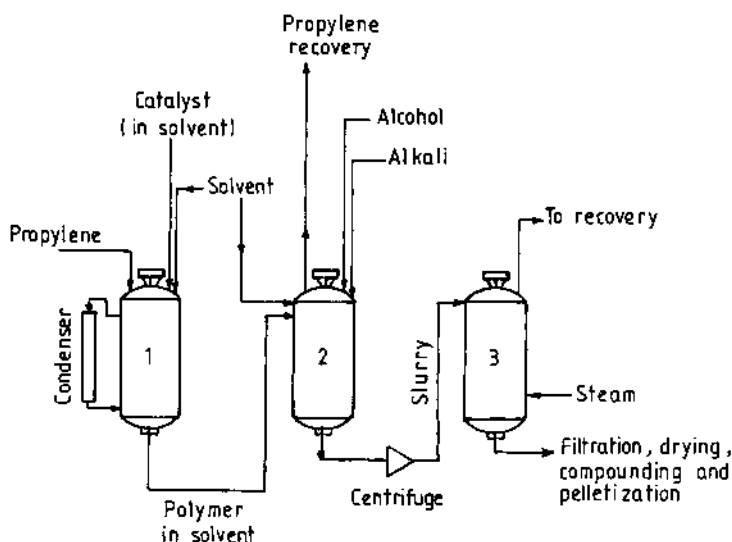 Propylene
recovery
Catalyst
(in solvent)
Alcohol
Alkali
Solvent
To recovery
Propylene
Condenser
1
2
3
Slurry
Steam
Filtration, drying,
compounding and
pelletization
Centrifuge
Polymer
in solvent